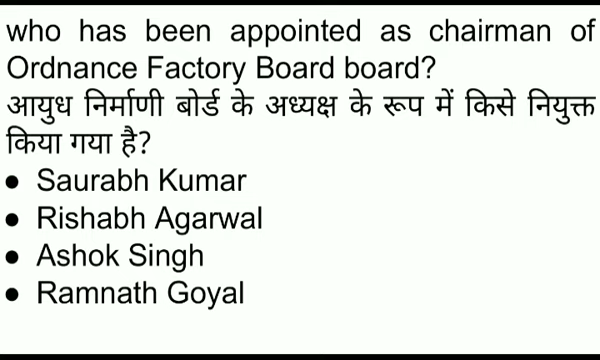 who has been appointed as chairman of
Ordnance Factory Board board?
आयुध निर्माणी बोर्ड के अध्यक्ष के रूप में किसे नियुक्त
किया गया है?
● Saurabh Kumar
● Rishabh Agarwal
● Ashok Singh
● Ramnath Goyal